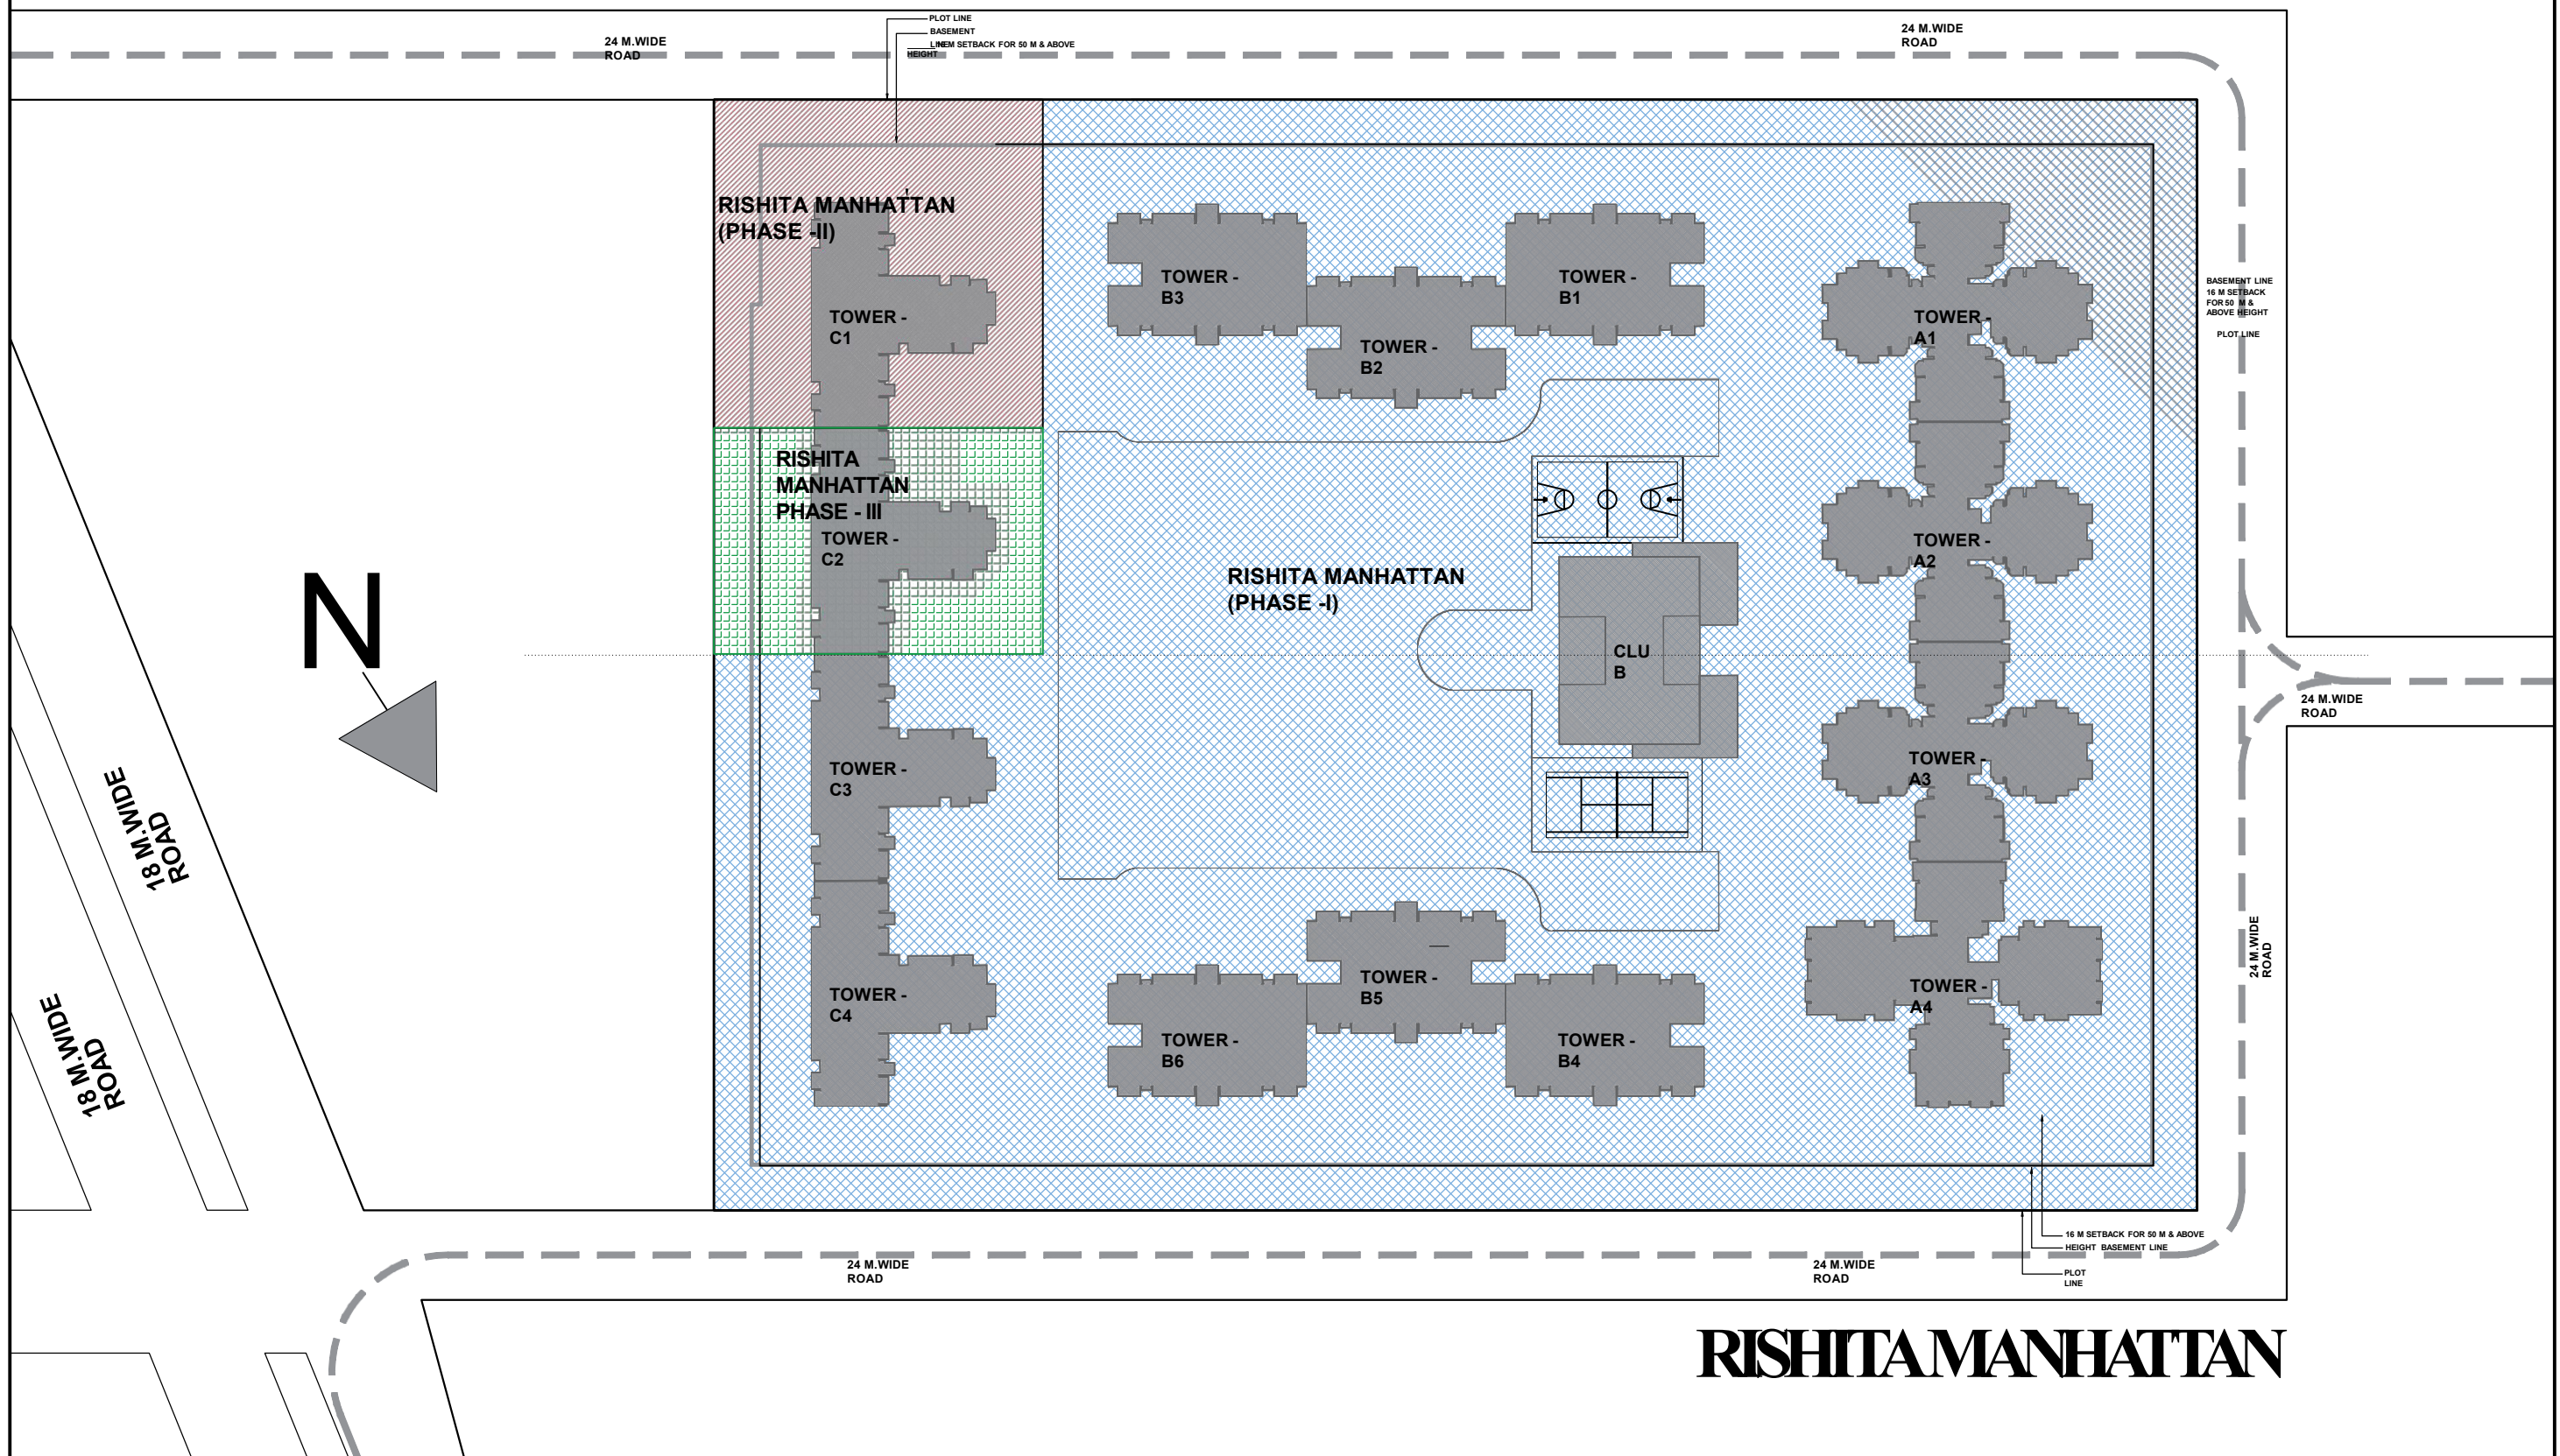 PLOT LINE
BASEMENT
LINE
16 M SETBACK FOR 50 M & ABOVE
HEIGHT
24 M.WIDE
ROAD
24 M.WIDE
ROAD
RISHITA MANHATTAN
(PHASE -II)
TOWER -
C1
TOWER -
B3
TOWER -
B2
TOWER -
B1
TOWER -
A1
BASEMENT LINE
16 M SETBACK
FOR 50 M &
ABOVE HEIGHT
PLOT LINE
RISHITA
MANHATTAN
PHASE - III
TOWER -
C2
RISHITA MANHATTAN
(PHASE -I)
TOWER -
A2
N
CLU
B
24 M.WIDE
ROAD
18 M.WIDE
ROAD
TOWER -
C3
TOWER -
A3
18 M.WIDE
ROAD
TOWER -
C4
TOWER -
B6
TOWER -
B5
TOWER -
B4
TOWER -
A4
24 M.WIDE
ROAD
16 M SETBACK FOR 50 M & ABOVE
HEIGHT BASEMENT LINE
PLOT
LINE
24 M.WIDE
ROAD
24 M.WIDE
ROAD
RISHITA MANHATTAN